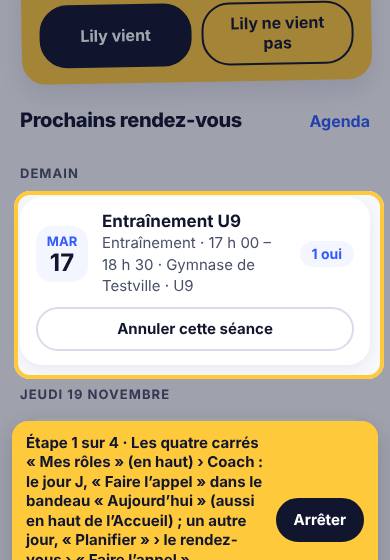 Lily vient
Lily ne vient
pas
Prochains rendez-vous
Agenda
DEMAIN
MAR
17
Entraînement U9
Entraînement · 17 h 00 –
18 h 30 · Gymnase de
Testville · U9
1 oui
Annuler cette séance
JEUDI 19 NOVEMBRE
Étape 1 sur 4 · Les quatre carrés
« Mes rôles » (en haut) › Coach :
le jour J, « Faire l’appel » dans le
bandeau « Aujourd’hui » (aussi
en haut de l’Accueil) ; un autre
jour, « Planifier » › le rendez-
vous › « Faire l’appel »
Arrêter